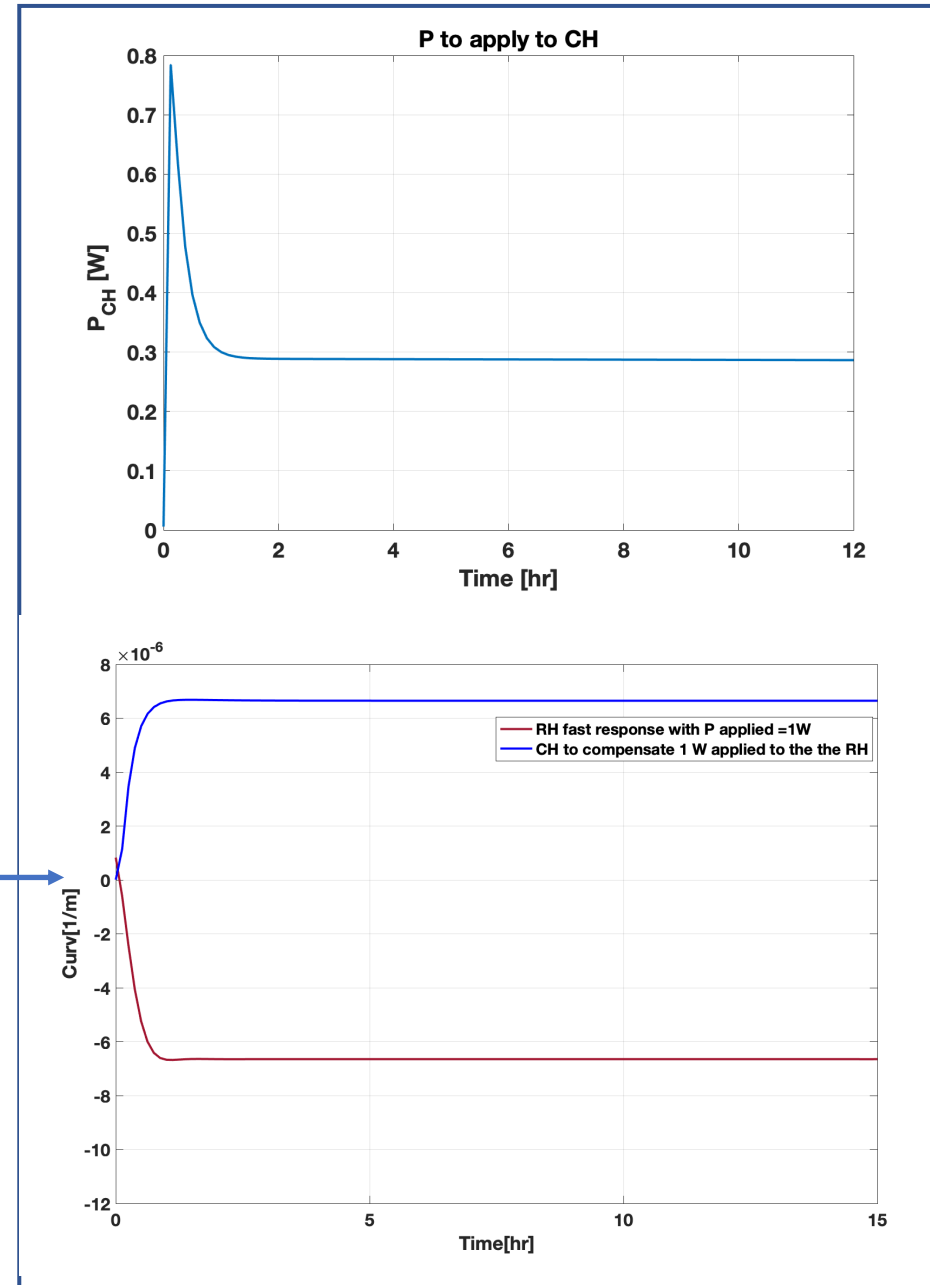 P to apply to CH
0.8
0.7
0.6
0.5
0.4
0.3
0.2
0.1
0
P_CH [W]
0 2 4 6 8 10 12
Time [hr]
×10^-6
8
6
4
2
0
-2
-4
-6
-8
-10
-12
Curv[1/m]
RH fast response with P applied =1W
CH to compensate 1 W applied to the the RH
0 5 10 15
Time[hr]